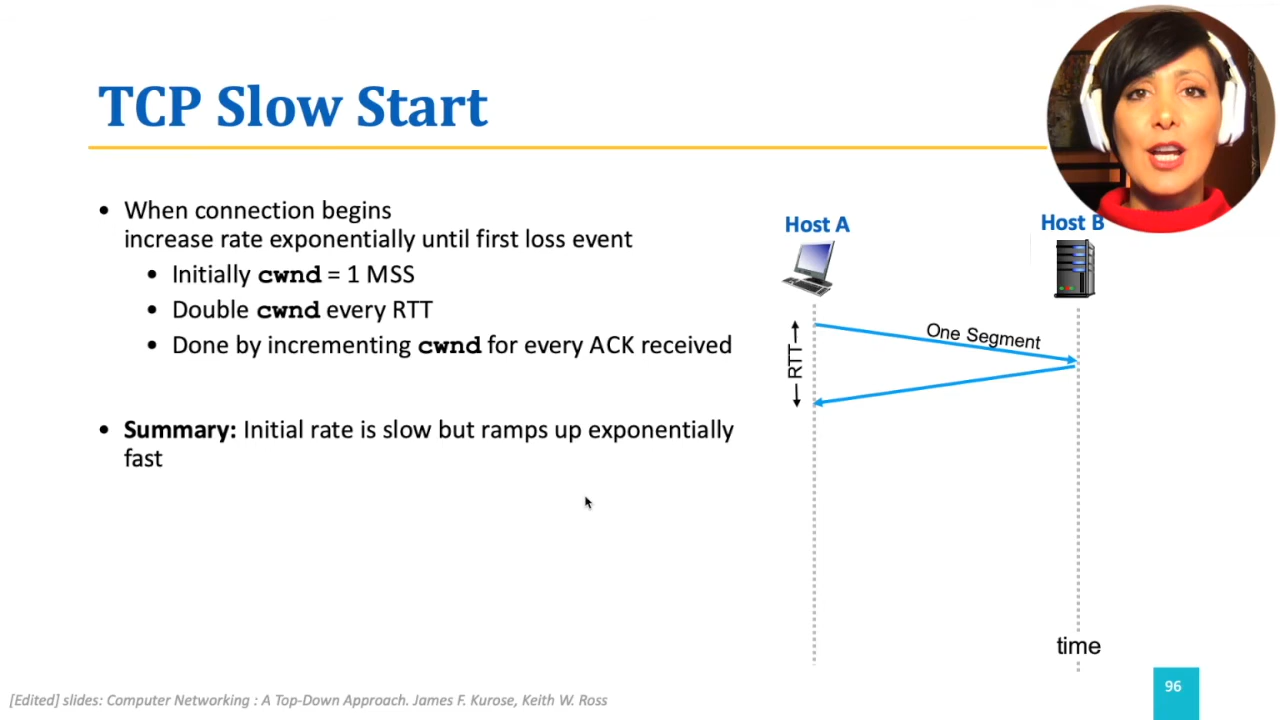 TCP Slow Start
• When connection begins
increase rate exponentially until first loss event
• Initially cwnd = 1 MSS
• Double cwnd every RTT
• Done by incrementing cwnd for every ACK received
• Summary: Initial rate is slow but ramps up exponentially
fast
Host A
Host B
One Segment
RTT
time
[Edited] slides: Computer Networking : A Top-Down Approach. James F. Kurose, Keith W. Ross
96